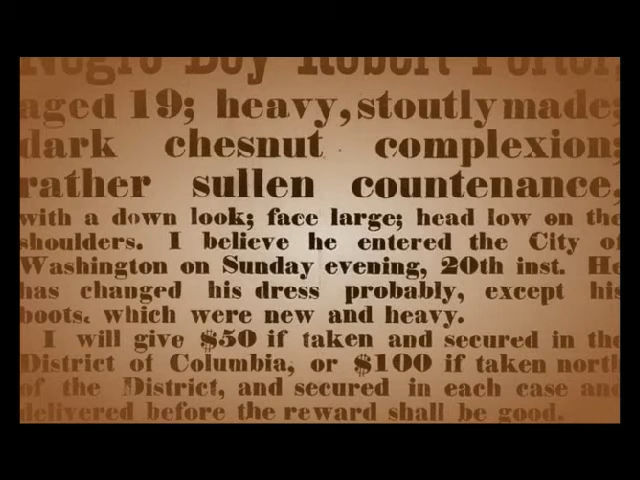 Negro Boy Robert Porter,
aged 19; heavy, stoutly made;
dark chesnut complexion;
rather sullen countenance,
with a down look; face large; head low on the
shoulders. I believe he entered the City of
Washington on Sunday evening, 20th inst. He
has changed his dress probably, except his
boots, which were new and heavy.
I will give $50 if taken and secured in the
District of Columbia, or $100 if taken north
of the District, and secured in each case and
delivered before the reward shall be good.